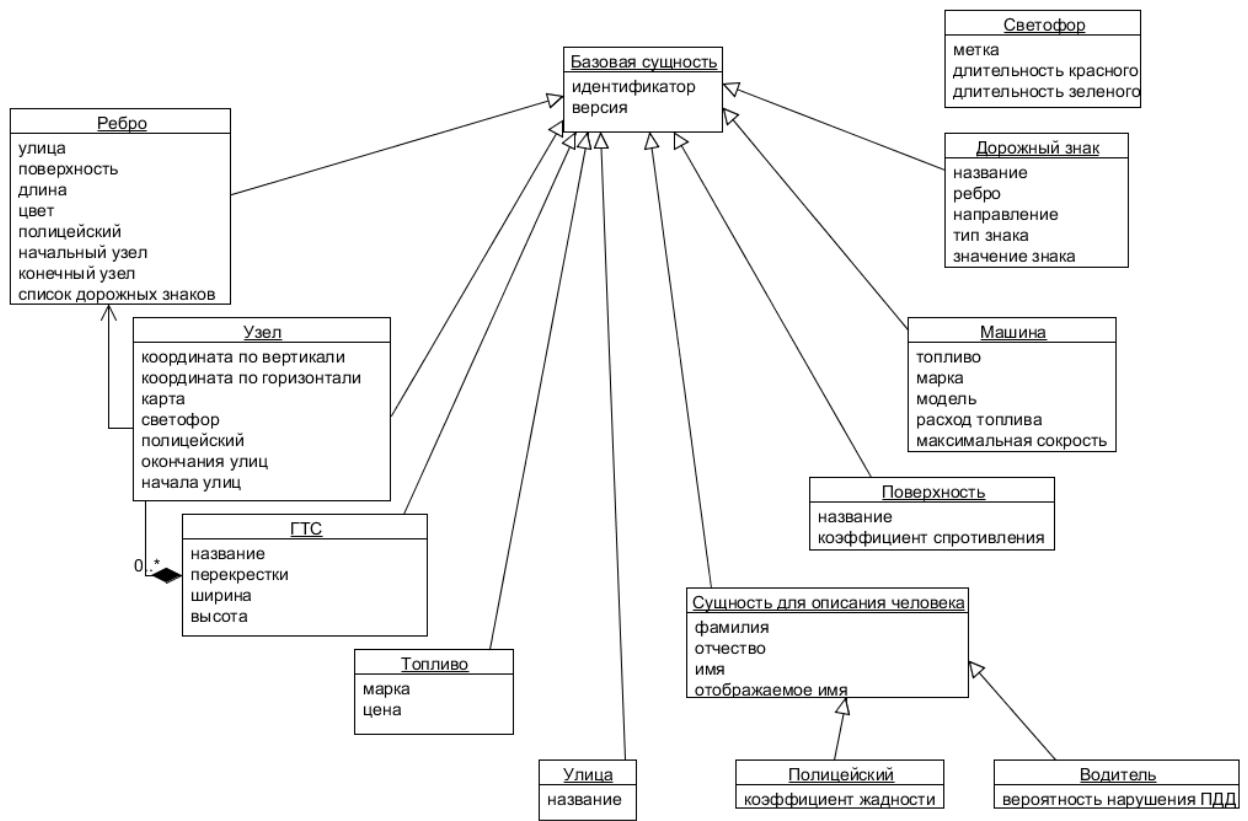 Светофор
метка
длительность красного
длительность зеленого
Базовая сущность
идентификатор
версия
Ребро
улица
поверхность
длина
цвет
полицейский
начальный узел
конечный узел
список дорожных знаков
Дорожный знак
название
ребро
направление
тип знака
значение знака
Узел
координата по вертикали
координата по горизонтали
карта
светофор
полицейский
окончания улиц
начала улиц
Машина
топливо
марка
модель
расход топлива
максимальная сокрость
Поверхность
название
коэффициент спротивления
ГТС
название
перекрестки
ширина
высота
0..*
Сущность для описания человека
фамилия
отчество
имя
отображаемое имя
Топливо
марка
цена
Улица
название
Полицейский
коэффициент жадности
Водитель
вероятность нарушения ПДД